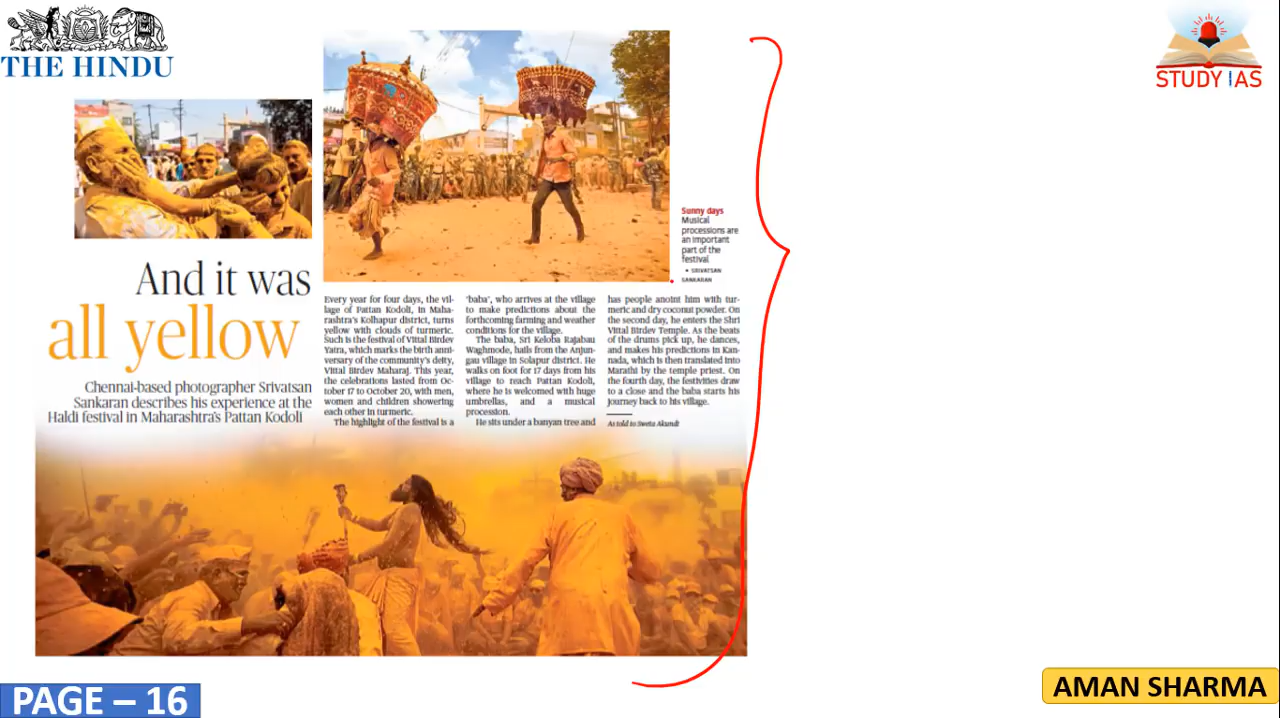 THE HINDU
STUDY IAS
Sunny days
Musical
processions are
an important
part of the
festival
• SRIVATSAN
SANKARAN
And it was
all yellow
Chennai-based photographer Srivatsan
Sankaran describes his experience at the
Haldi festival in Maharashtra's Pattan Kodoli
Every year for four days, the vil-
lage of Pattan Kodoli, in Maha-
rashtra's Kolhapur district, turns
yellow with clouds of turmeric.
Such is the festival of Vittal Birdev
Yatra, which marks the birth anni-
versary of the community's deity,
Vittal Birdev Maharaj. This year,
the celebrations lasted from Oc-
tober 17 to October 20, with men,
women and children showering
each other in turmeric.
The highlight of the festival is a
'baba', who arrives at the village
to make predictions about the
forthcoming farming and weather
conditions for the village.
The baba, Sri Keloba Rajabau
Waghmode, hails from the Anjun-
gau village in Solapur district. He
walks on foot for 17 days from his
village to reach Pattan Kodoli,
where he is welcomed with huge
umbrellas, and a musical
procession.
He sits under a banyan tree and
has people anoint him with tur-
meric and dry coconut powder. On
the second day, he enters the Shri
Vittal Birdev Temple. As the beats
of the drums pick up, he dances,
and makes his predictions in Kan-
nada, which is then translated into
Marathi by the temple priest. On
the fourth day, the festivities draw
to a close and the baba starts his
journey back to his village.
As told to Sweta Akundi
PAGE – 16
AMAN SHARMA